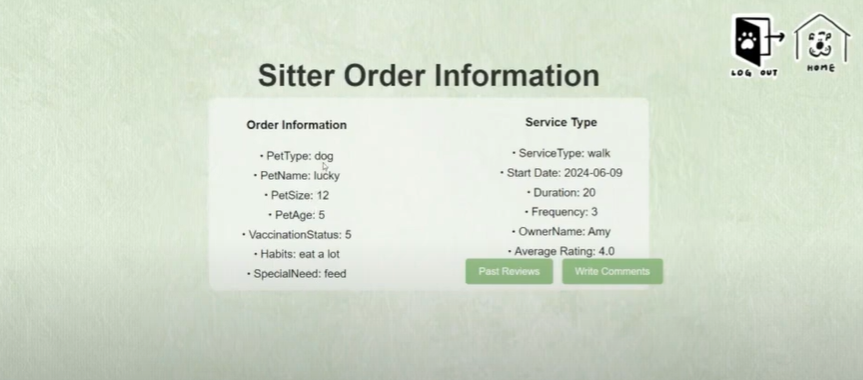 LOG OUT
HOME
Sitter Order Information
Order Information
• PetType: dog
• PetName: lucky
• PetSize: 12
• PetAge: 5
• VaccinationStatus: 5
• Habits: eat a lot
• SpecialNeed: feed
Service Type
• ServiceType: walk
• Start Date: 2024-06-09
• Duration: 20
• Frequency: 3
• OwnerName: Amy
• Average Rating: 4.0
Past Reviews
Write Comments